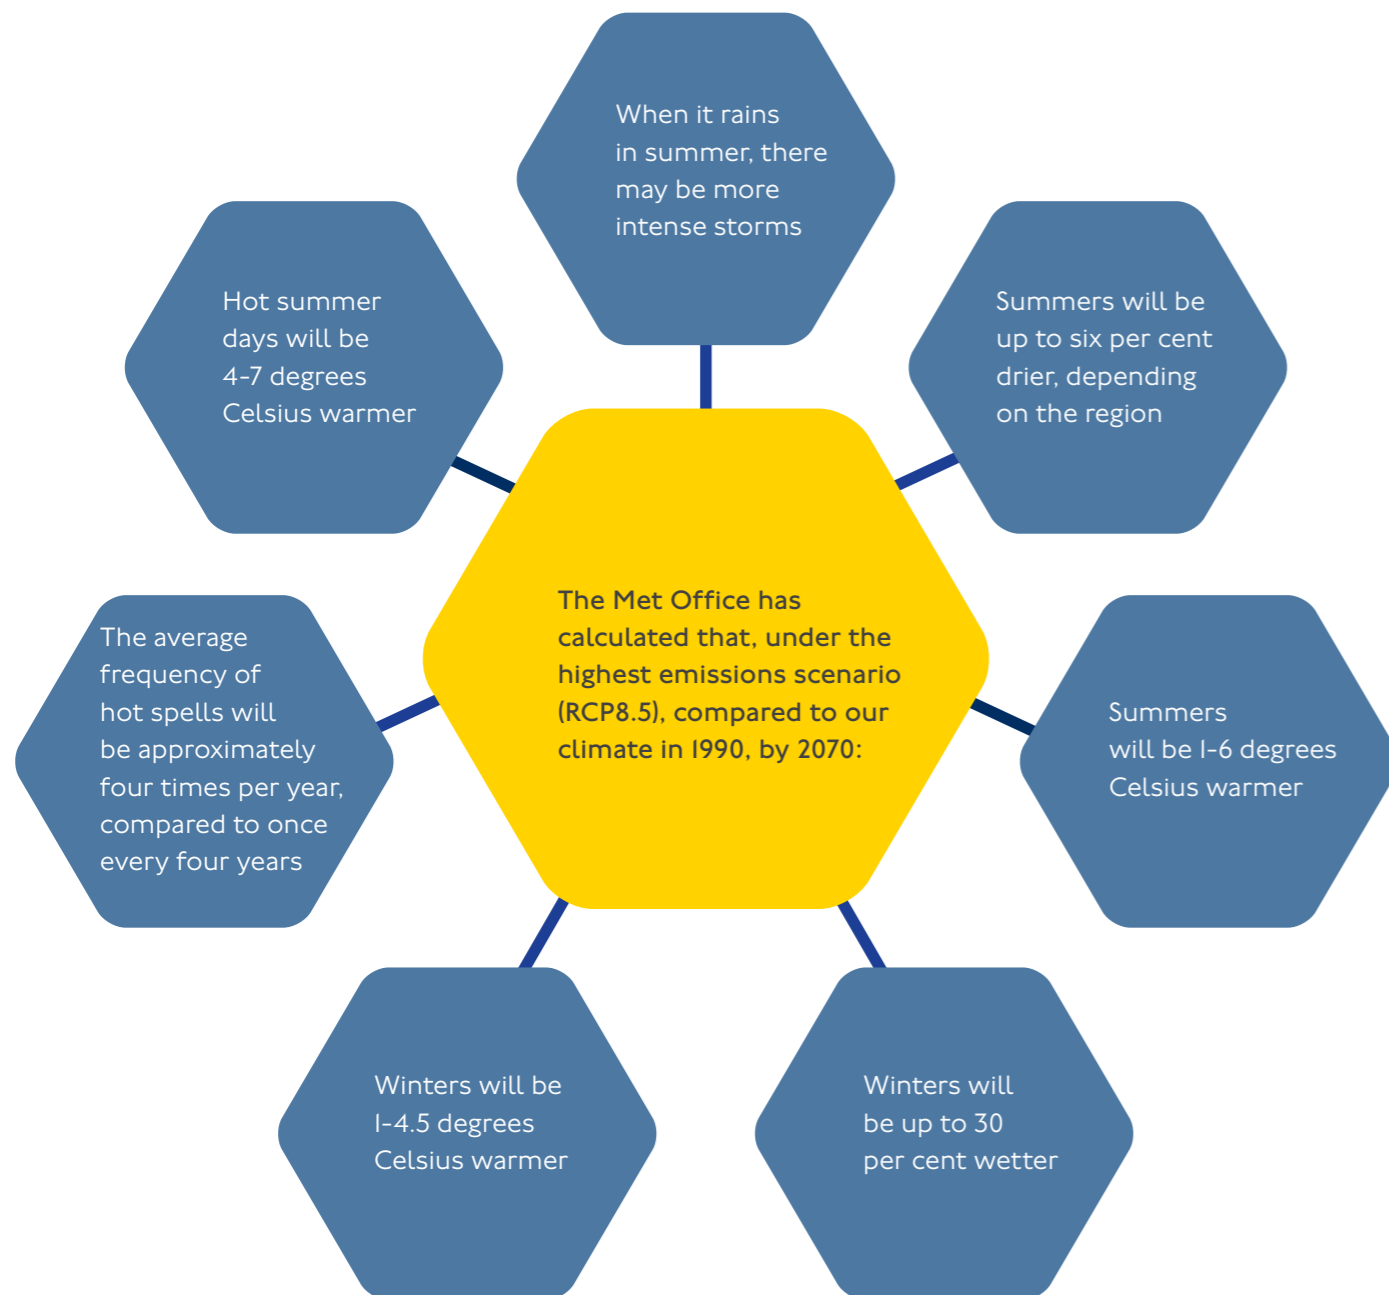 When it rains
in summer, there
may be more
intense storms
Hot summer
days will be
4-7 degrees
Celsius warmer
Summers will be
up to six per cent
drier, depending
on the region
The Met Office has
calculated that, under the
highest emissions scenario
(RCP8.5), compared to our
climate in 1990, by 2070:
The average
frequency of
hot spells will
be approximately
four times per year,
compared to once
every four years
Summers
will be 1-6 degrees
Celsius warmer
Winters will be
1-4.5 degrees
Celsius warmer
Winters will
be up to 30
per cent wetter